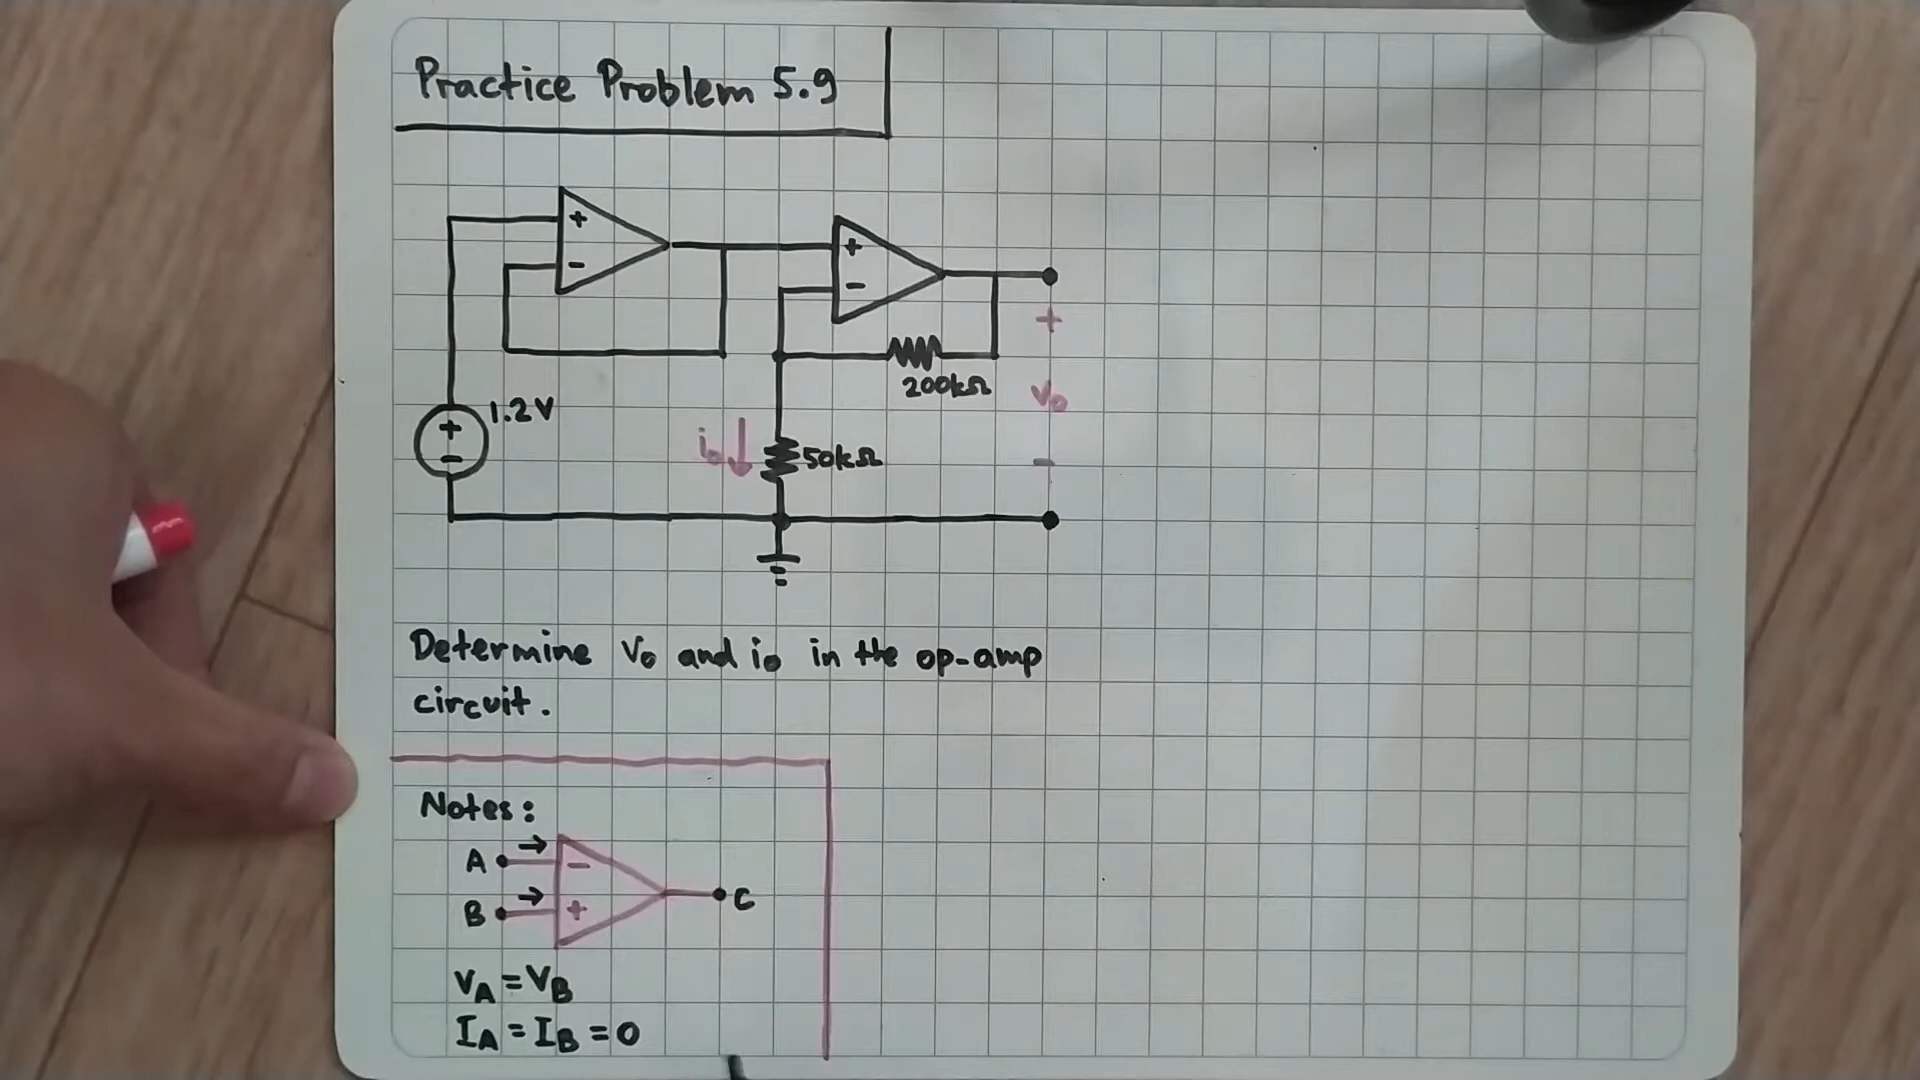 Practice Problem 5.9
+
-
+
-
+
200kΩ
vo
1.2V
+
-
io
50kΩ
-
Determine vo and io in the op-amp
circuit.
Notes:
A
-
B
+
C
VA = VB
IA = IB = 0